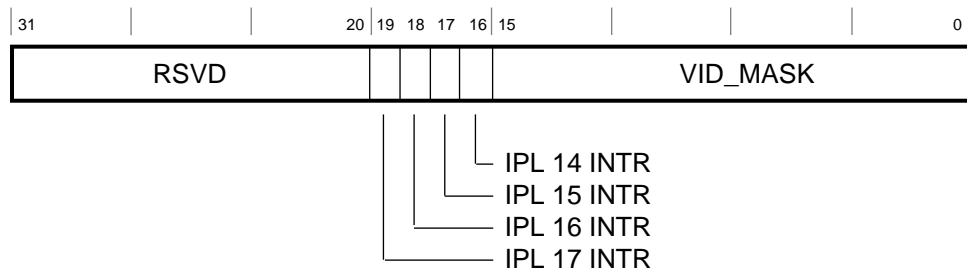 31 20 19 18 17 16 15 0
RSVD VID_MASK
IPL 14 INTR
IPL 15 INTR
IPL 16 INTR
IPL 17 INTR